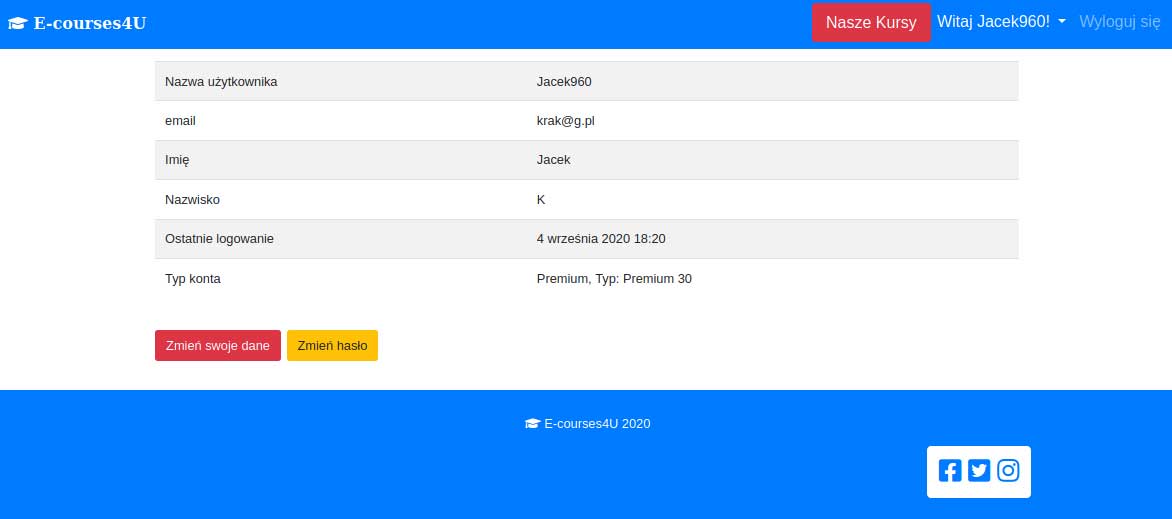 E-courses4U Nasze Kursy Witaj Jacek960! Wyloguj się
Nazwa użytkownika Jacek960
email krak@g.pl
Imię Jacek
Nazwisko K
Ostatnie logowanie 4 września 2020 18:20
Typ konta Premium, Typ: Premium 30
Zmień swoje dane Zmień hasło
E-courses4U 2020